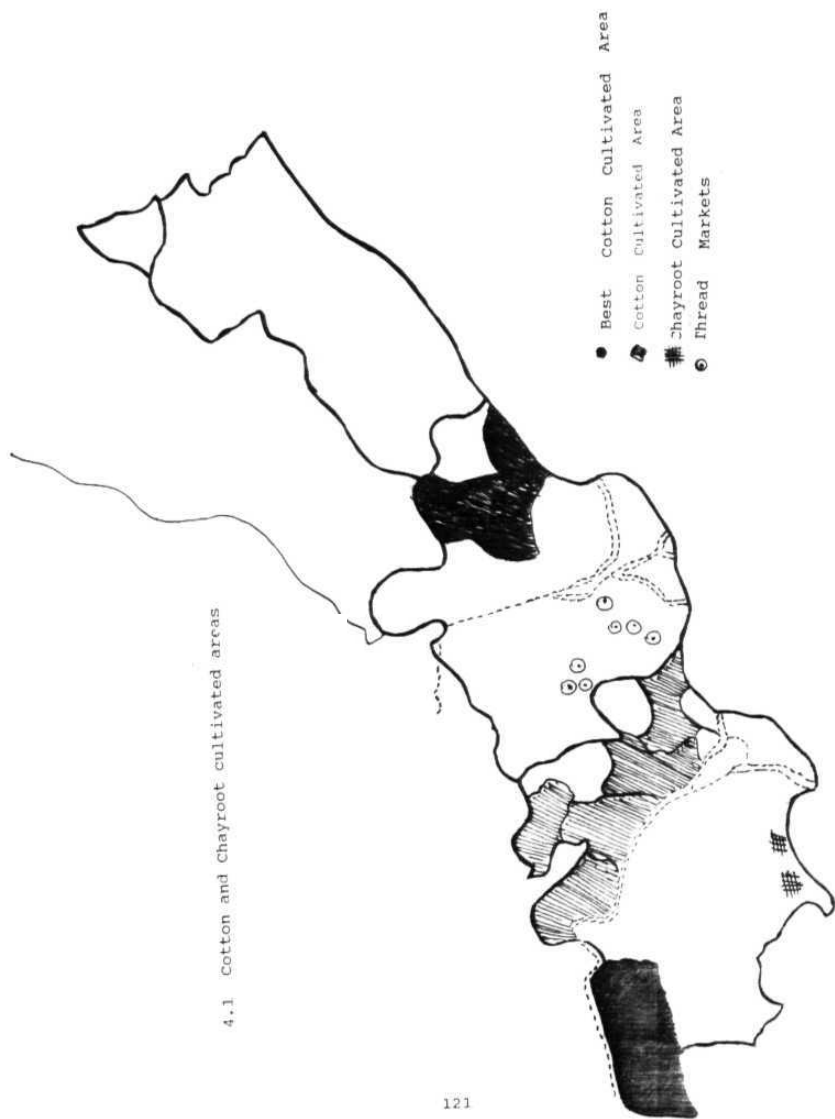 4.1 Cotton and Chayroot cultivated areas
Best Cotton Cultivated Area
Cotton Cultivated Area
Chayroot Cultivated Area
Thread Markets
121